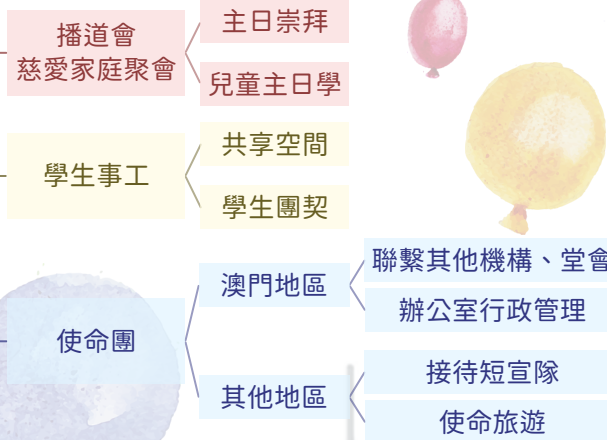 播道會
慈愛家庭聚會
主日崇拜
兒童主日學
學生事工
共享空間
學生團契
使命團
澳門地區
聯繫其他機構、堂會
辦公室行政管理
其他地區
接待短宣隊
使命旅遊